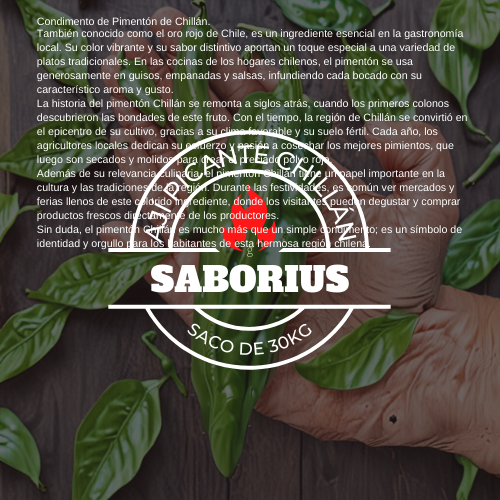 Condimento de Pimentón de Chillán.
También conocido como el oro rojo de Chile, es un ingrediente esencial en la gastronomía
local. Su color vibrante y su sabor distintivo aportan un toque especial a una variedad de
platos tradicionales. En las cocinas de los hogares chilenos, el pimentón se usa
generosamente en guisos, empanadas y salsas, infundiendo cada bocado con su
característico aroma y gusto.
La historia del pimentón Chillán se remonta a siglos atrás, cuando los primeros colonos
descubrieron las bondades de este fruto. Con el tiempo, la región de Chillán se convirtió en
el epicentro de su cultivo, gracias a su clima favorable y su suelo fértil. Cada año, los
agricultores locales dedican su esfuerzo y pasión a cosechar los mejores pimientos, que
luego son secados y molidos para crear el preciado polvo rojo.
Además de su relevancia culinaria, el pimentón Chillán tiene un papel importante en la
cultura y las tradiciones de la región. Durante las festividades, es común ver mercados y
ferias llenos de este colorido ingrediente, donde los visitantes pueden degustar y comprar
productos frescos directamente de los productores.
Sin duda, el pimentón Chillán es mucho más que un simple condimento; es un símbolo de
identidad y orgullo para los habitantes de esta hermosa región chilena.
PICANTE CHILLAN
SABORIUS
SACO DE 30KG